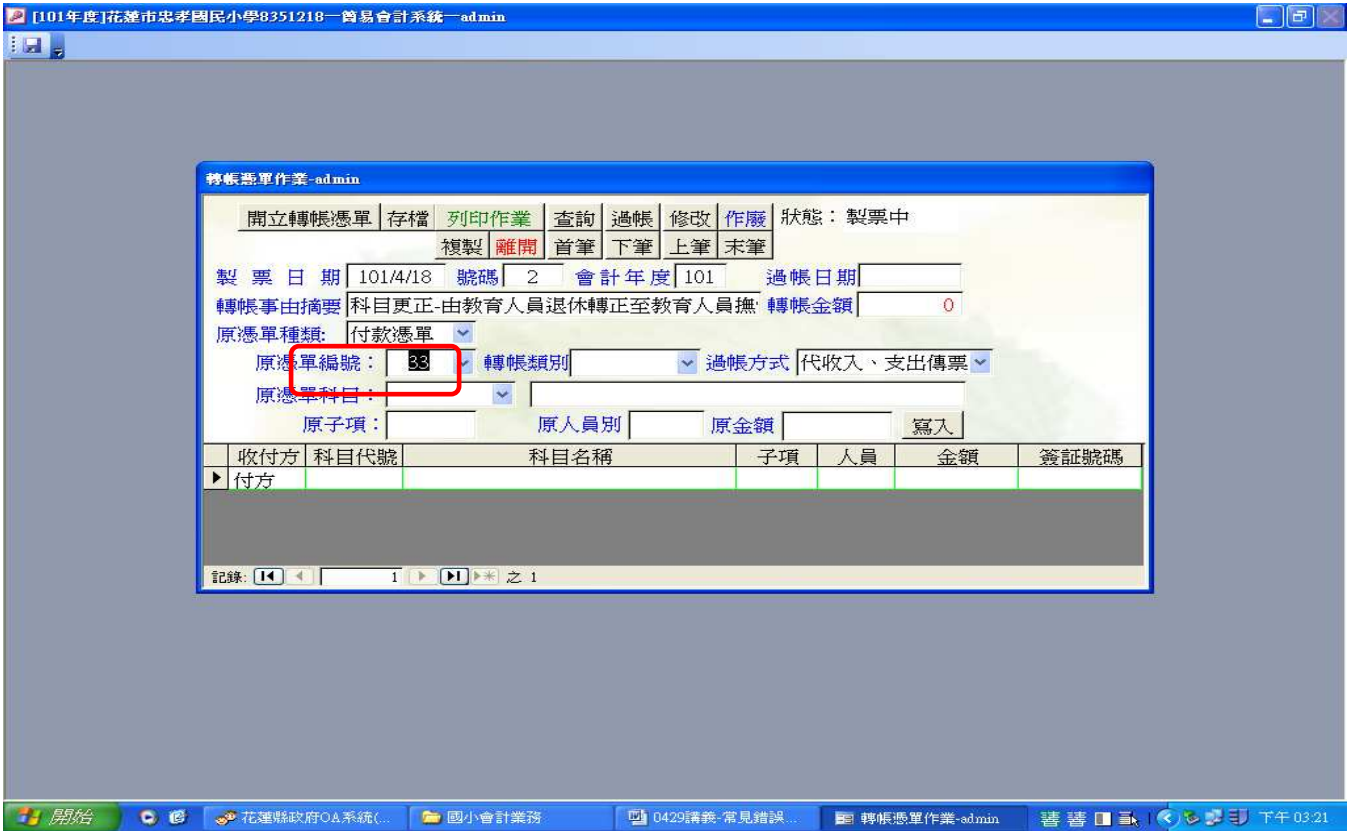 [101年度]花蓮市忠孝國民小學8351218—簡易會計系統—admin
轉帳憑單作業-admin
開立轉帳憑單 存檔 列印作業 查詢 過帳 修改 作廢 狀態：製票中
複製 離開 首筆 下筆 上筆 末筆
製 票 日 期 101/4/18 號碼 2 會計年度 101 過帳日期
轉帳事由摘要 科目更正-由教育人員退休轉正至教育人員撫 轉帳金額 0
原憑單種類: 付款憑單
原憑單編號： 33 轉帳類別 過帳方式 代收入、支出傳票
原憑單科目：
原子項： 原人員別 原金額 寫入
收付方 科目代號 科目名稱 子項 人員 金額 簽証號碼
付方
記錄: 1 之 1
開始 花蓮縣政府OA系統(... 國小會計業務 0429講義-常見錯誤... 轉帳憑單作業-admin 下午 03:21